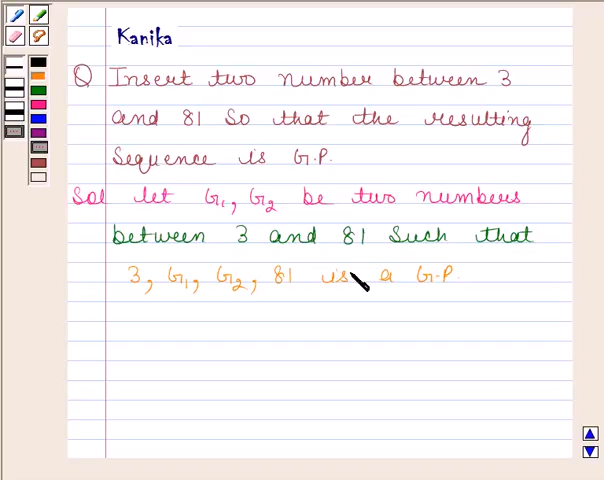 Kanika
Q Insert two number between 3
and 81 So that the resulting
Sequence is G.P.
Sol let G1, G2 be two numbers
between 3 and 81 Such that
3, G1, G2, 81 is a G.P.